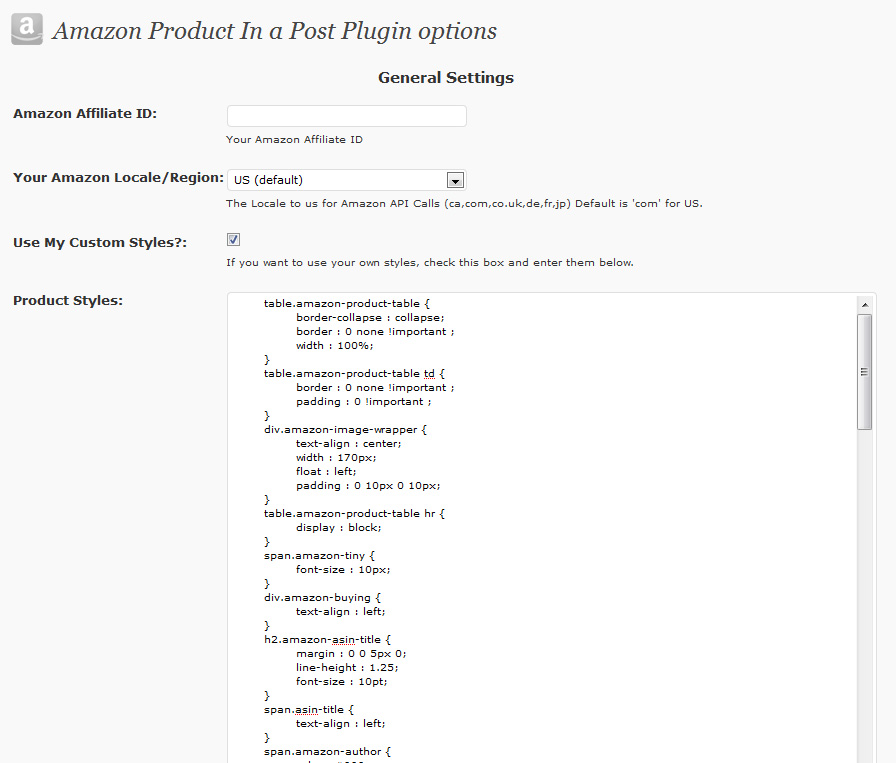 a
Amazon Product In a Post Plugin options
General Settings
Amazon Affiliate ID:
Your Amazon Affiliate ID
Your Amazon Locale/Region: US (default)
The Locale to us for Amazon API Calls (ca,com,co.uk,de,fr,jp) Default is 'com' for US.
Use My Custom Styles?:
If you want to use your own styles, check this box and enter them below.
Product Styles:
table.amazon-product-table {
border-collapse : collapse;
border : 0 none !important ;
width : 100%;
}
table.amazon-product-table td {
border : 0 none !important ;
padding : 0 !important ;
}
div.amazon-image-wrapper {
text-align : center;
width : 170px;
float : left;
padding : 0 10px 0 10px;
}
table.amazon-product-table hr {
display : block;
}
span.amazon-tiny {
font-size : 10px;
}
div.amazon-buying {
text-align : left;
}
h2.amazon-asin-title {
margin : 0 0 5px 0;
line-height : 1.25;
font-size : 10pt;
}
span.asin-title {
text-align : left;
}
span.amazon-author {